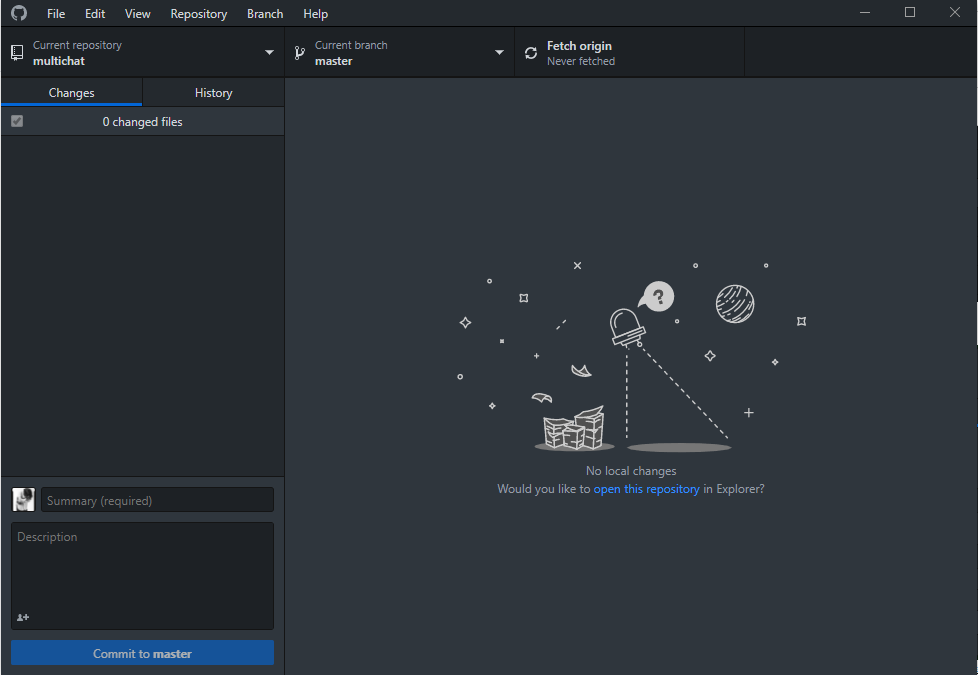 File Edit View Repository Branch Help
Current repository
multichat
Current branch
master
Fetch origin
Never fetched
Changes
History
0 changed files
?
No local changes
Would you like to open this repository in Explorer?
Summary (required)
Description
Commit to master